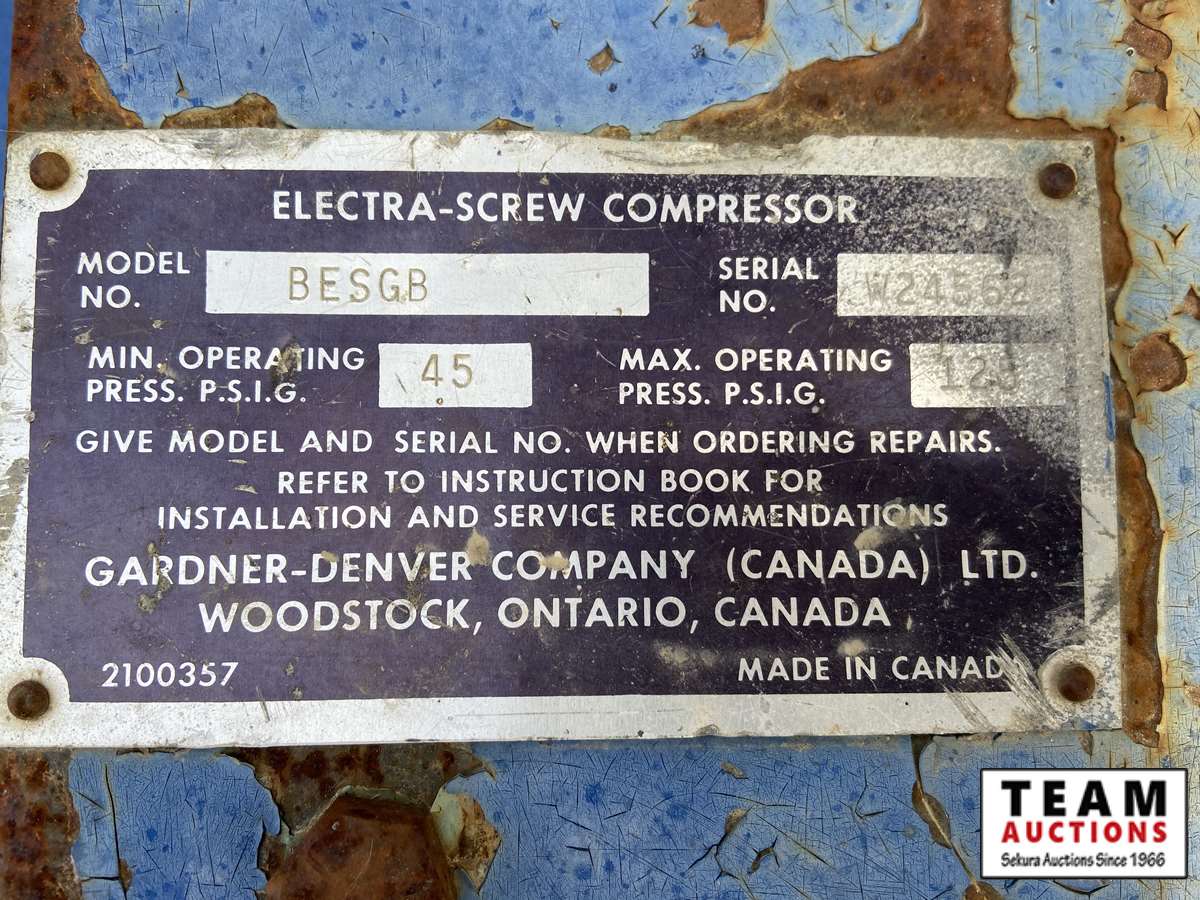 ELECTRA-SCREW COMPRESSOR
MODEL NO. BESGB
SERIAL NO.
MIN. OPERATING PRESS. P.S.I.G. 45
MAX. OPERATING PRESS. P.S.I.G.
GIVE MODEL AND SERIAL NO. WHEN ORDERING REPAIRS.
REFER TO INSTRUCTION BOOK FOR
INSTALLATION AND SERVICE RECOMMENDATIONS
GARDNER-DENVER COMPANY (CANADA) LTD.
WOODSTOCK, ONTARIO, CANADA
2100357
MADE IN CANADA
TEAM
AUCTIONS
Sekura Auctions Since 1966